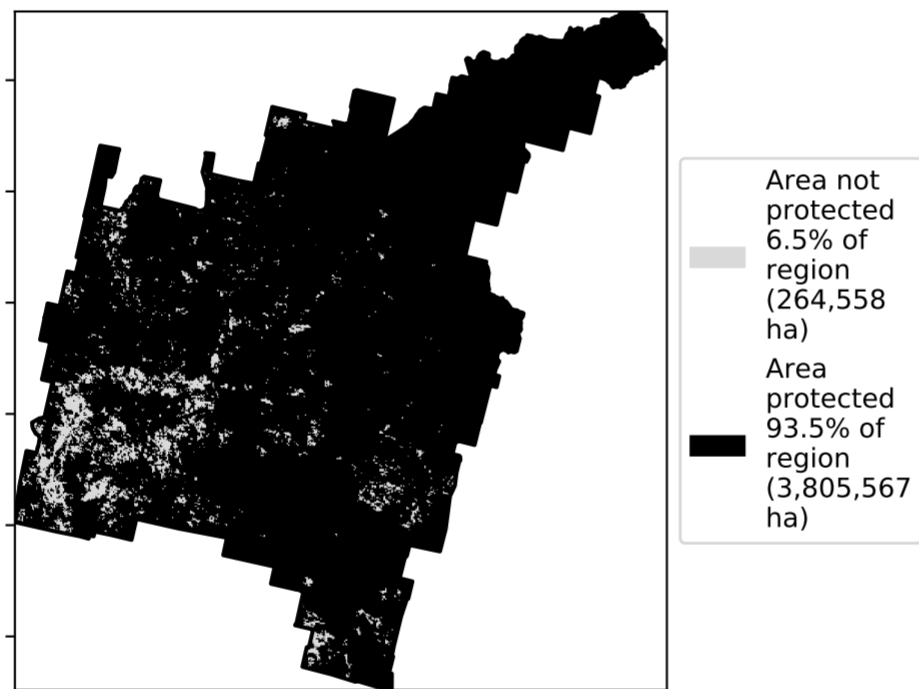 Area not
protected
6.5% of
region
(264,558
ha)
Area
protected
93.5% of
region
(3,805,567
ha)